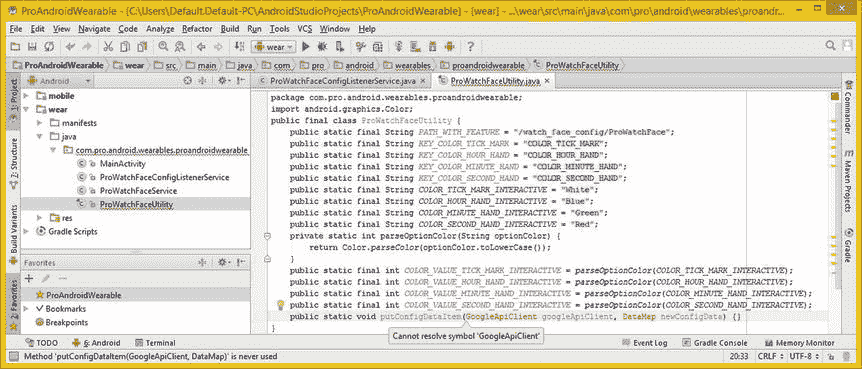 ProAndroidWearable - [C:\Users\Default.Default-PC\AndroidStudioProjects\ProAndroidWearable] - [wear] - ...\wear\src\main\java\com\pro\android\wearables\proandroidwearable
File Edit View Navigate Code Analyze Refactor Build Run Tools VCS Window Help
wear
ProAndroidWearable wear src main java com pro android wearables proandroidwearable ProWatchFaceUtility
Android
ProWatchFaceConfigListenerService.java ProWatchFaceUtility.java
1: Project
2: Structure
Build Variants
2: Favorites
mobile
wear
manifests
java
com.pro.android.wearables.proandroidwearable
MainActivity
ProWatchFaceConfigListenerService
ProWatchFaceService
ProWatchFaceUtility
res
Gradle Scripts
Favorites
ProAndroidWearable
Bookmarks
Breakpoints
package com.pro.android.wearables.proandroidwearable;
import android.graphics.Color;
public final class ProWatchFaceUtility {
public static final String PATH_WITH_FEATURE = "/watch_face_config/ProWatchFace";
public static final String KEY_COLOR_TICK_MARK = "COLOR_TICK_MARK";
public static final String KEY_COLOR_HOUR_HAND = "COLOR_HOUR_HAND";
public static final String KEY_COLOR_MINUTE_HAND = "COLOR_MINUTE_HAND";
public static final String KEY_COLOR_SECOND_HAND = "COLOR_SECOND_HAND";
public static final String COLOR_TICK_MARK_INTERACTIVE = "White";
public static final String COLOR_HOUR_HAND_INTERACTIVE = "Blue";
public static final String COLOR_MINUTE_HAND_INTERACTIVE = "Green";
public static final String COLOR_SECOND_HAND_INTERACTIVE = "Red";
private static int parseOptionColor(String optionColor) {
return Color.parseColor(optionColor.toLowerCase());
}
public static final int COLOR_VALUE_TICK_MARK_INTERACTIVE = parseOptionColor(COLOR_TICK_MARK_INTERACTIVE);
public static final int COLOR_VALUE_HOUR_HAND_INTERACTIVE = parseOptionColor(COLOR_HOUR_HAND_INTERACTIVE);
public static final int COLOR_VALUE_MINUTE_HAND_INTERACTIVE = parseOptionColor(COLOR_MINUTE_HAND_INTERACTIVE);
public static final int COLOR_VALUE_SECOND_HAND_INTERACTIVE = parseOptionColor(COLOR_SECOND_HAND_INTERACTIVE);
public static void putConfigDataItem(GoogleApiClient googleApiClient, DataMap newConfigData) {}
}
Cannot resolve symbol 'GoogleApiClient'
Commander
Maven Projects
Gradle
TODO 6: Android Terminal Event Log Gradle Console Memory Monitor
Method 'putConfigDataItem(GoogleApiClient, DataMap)' is never used 20:33 CRLF UTF-8